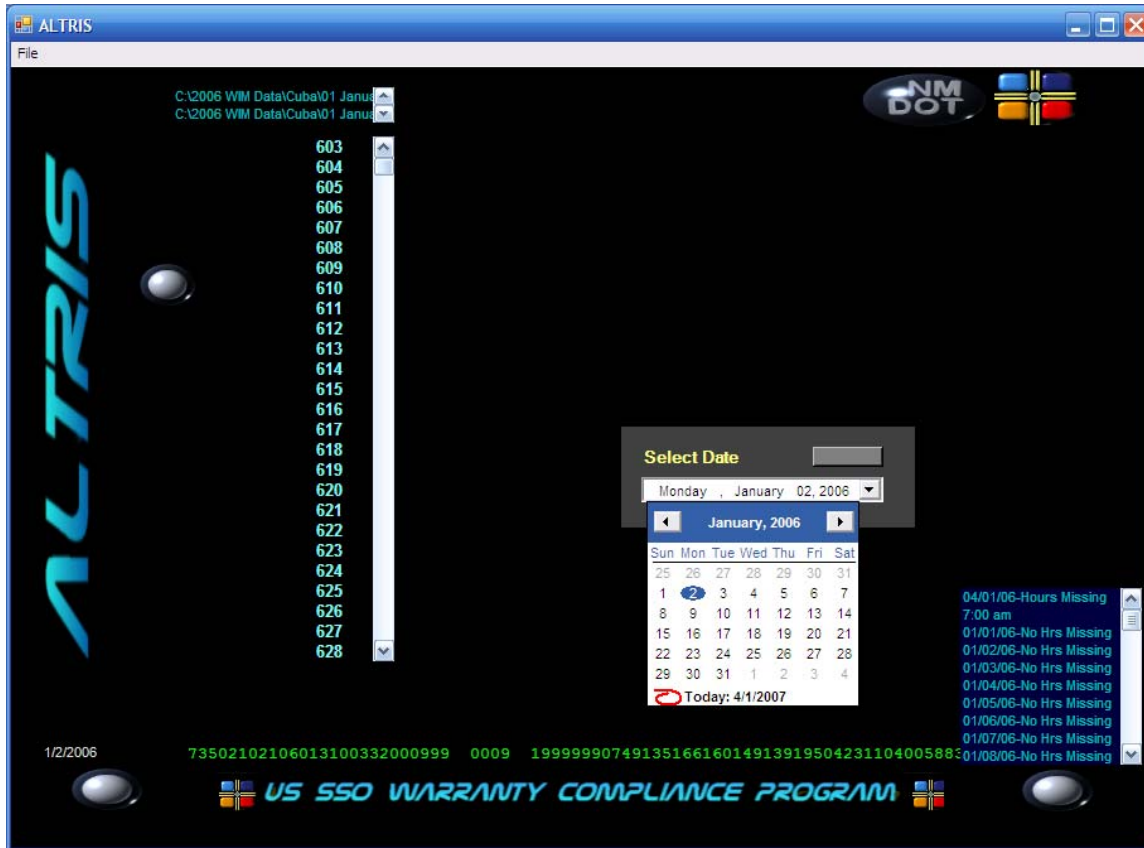 ALTRIS
File
C:\2006 WIM Data\Cuba\01 Janua
C:\2006 WIM Data\Cuba\01 Janua
NM
DOT
603
604
605
606
607
608
609
610
611
612
613
614
615
616
617
618
619
620
621
622
623
624
625
626
627
628
ALTRIS
Select Date
Monday , January 02, 2006
January, 2006
Sun Mon Tue Wed Thu Fri Sat
25 26 27 28 29 30 31
1 2 3 4 5 6 7
8 9 10 11 12 13 14
15 16 17 18 19 20 21
22 23 24 25 26 27 28
29 30 31 1 2 3 4
Today: 4/1/2007
04/01/06-Hours Missing
7:00 am
01/01/06-No Hrs Missing
01/02/06-No Hrs Missing
01/03/06-No Hrs Missing
01/04/06-No Hrs Missing
01/05/06-No Hrs Missing
01/06/06-No Hrs Missing
01/07/06-No Hrs Missing
01/08/06-No Hrs Missing
1/2/2006
73502102106013100332000999 0009 1999999074913516616014913919504231104005883
US SSO WARRANTY COMPLIANCE PROGRAM